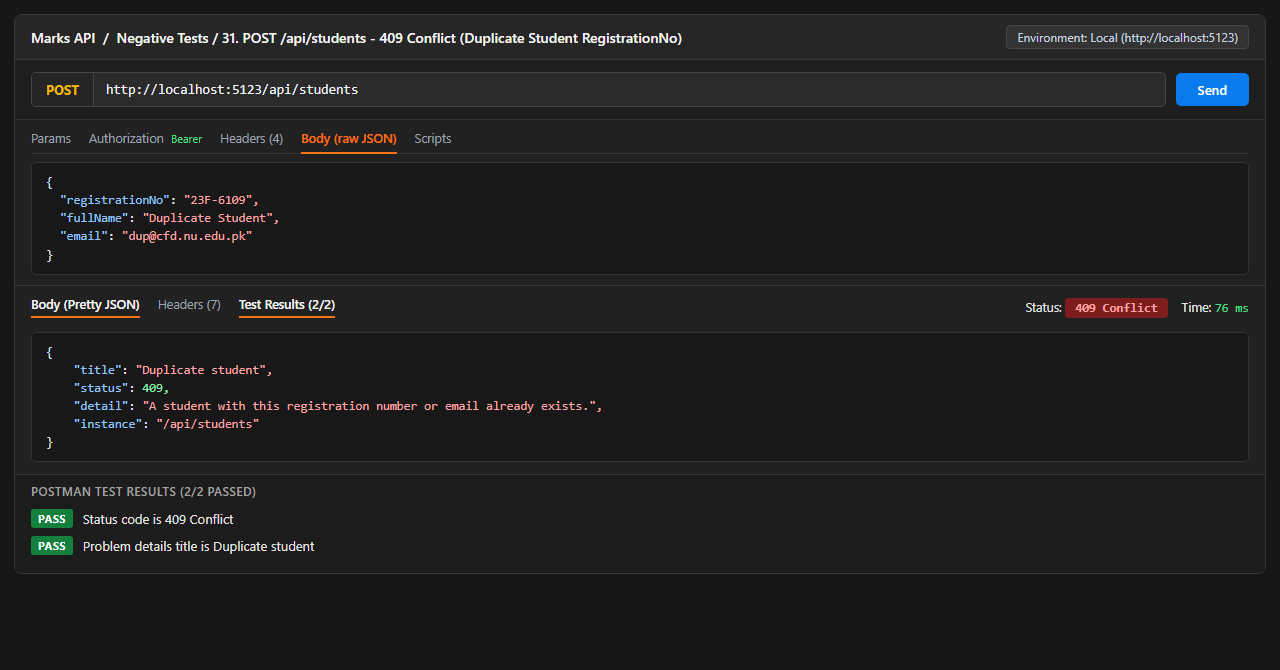 Marks API / Negative Tests / 31. POST /api/students - 409 Conflict (Duplicate Student RegistrationNo)
Environment: Local (http://localhost:5123)
POST http://localhost:5123/api/students Send
Params Authorization Bearer Headers (4) Body (raw JSON) Scripts
{
  "registrationNo": "23F-6109",
  "fullName": "Duplicate Student",
  "email": "dup@cfd.nu.edu.pk"
}
Body (Pretty JSON) Headers (7) Test Results (2/2) Status: 409 Conflict Time: 76 ms
{
    "title": "Duplicate student",
    "status": 409,
    "detail": "A student with this registration number or email already exists.",
    "instance": "/api/students"
}
POSTMAN TEST RESULTS (2/2 PASSED)
PASS Status code is 409 Conflict
PASS Problem details title is Duplicate student